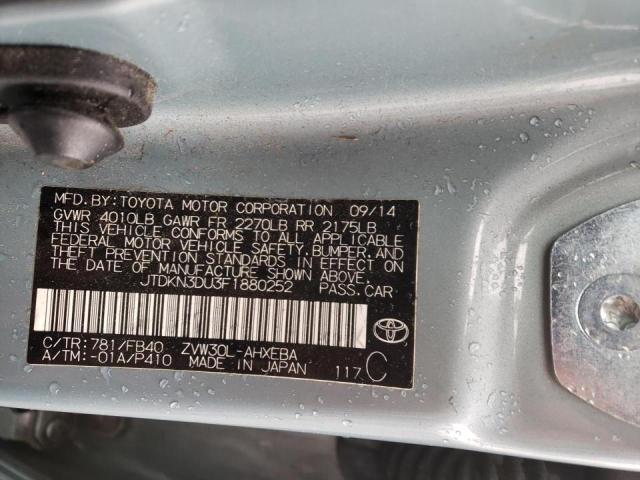 MFD. BY: TOYOTA MOTOR CORPORATION 09/14
GVWR 4010LB GAWR FR 2270LB RR 2175LB
THIS VEHICLE CONFORMS TO ALL APPLICABLE
FEDERAL MOTOR VEHICLE SAFETY, BUMPER, AND
THEFT PREVENTION STANDARDS IN EFFECT ON
THE DATE OF MANUFACTURE SHOWN ABOVE.
JTDKN3DU3F1880252 PASS. CAR
C/TR: 781/FB40 ZVW30L-AHXEBA
A/TM: -01A/P410 MADE IN JAPAN 117 C